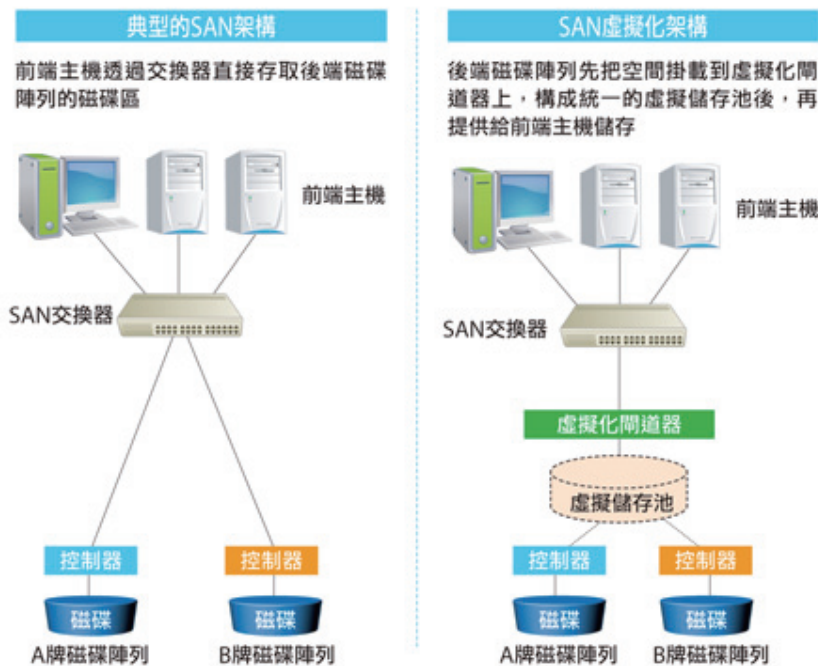 典型的SAN架構
前端主機透過交換器直接存取後端磁碟
陣列的磁碟區
前端主機
SAN交換器
控制器
控制器
磁碟
磁碟
A牌磁碟陣列
B牌磁碟陣列
SAN虛擬化架構
後端磁碟陣列先把空間掛載到虛擬化閘
道器上，構成統一的虛擬儲存池後，再
提供給前端主機儲存
前端主機
SAN交換器
虛擬化閘道器
虛擬儲存池
控制器
控制器
磁碟
磁碟
A牌磁碟陣列
B牌磁碟陣列